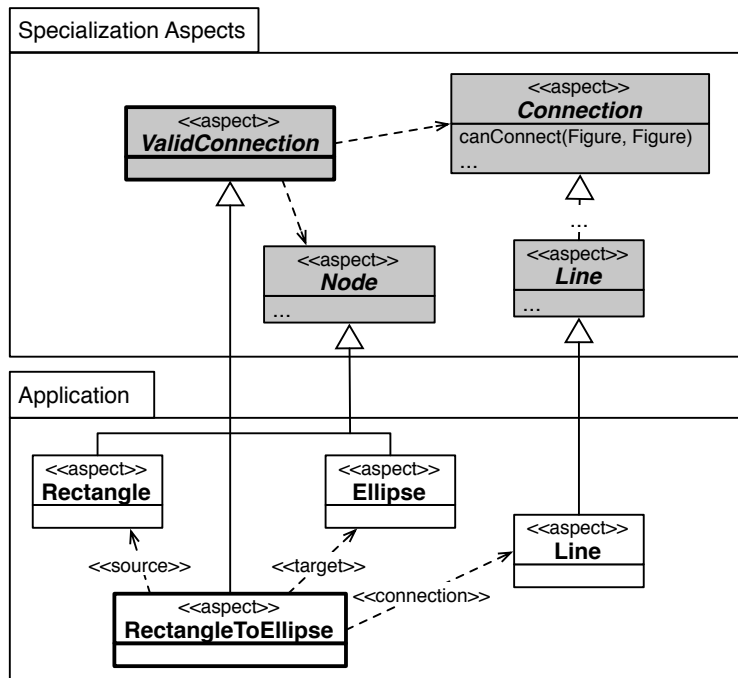 Specialization Aspects
<<aspect>>
Connection
canConnect(Figure, Figure)
...
<<aspect>>
ValidConnection
...
<<aspect>>
Node
...
<<aspect>>
Line
...
Application
<<aspect>>
Rectangle
<<aspect>>
Ellipse
<<aspect>>
Line
<<source>>
<<target>>
<<connection>>
<<aspect>>
RectangleToEllipse